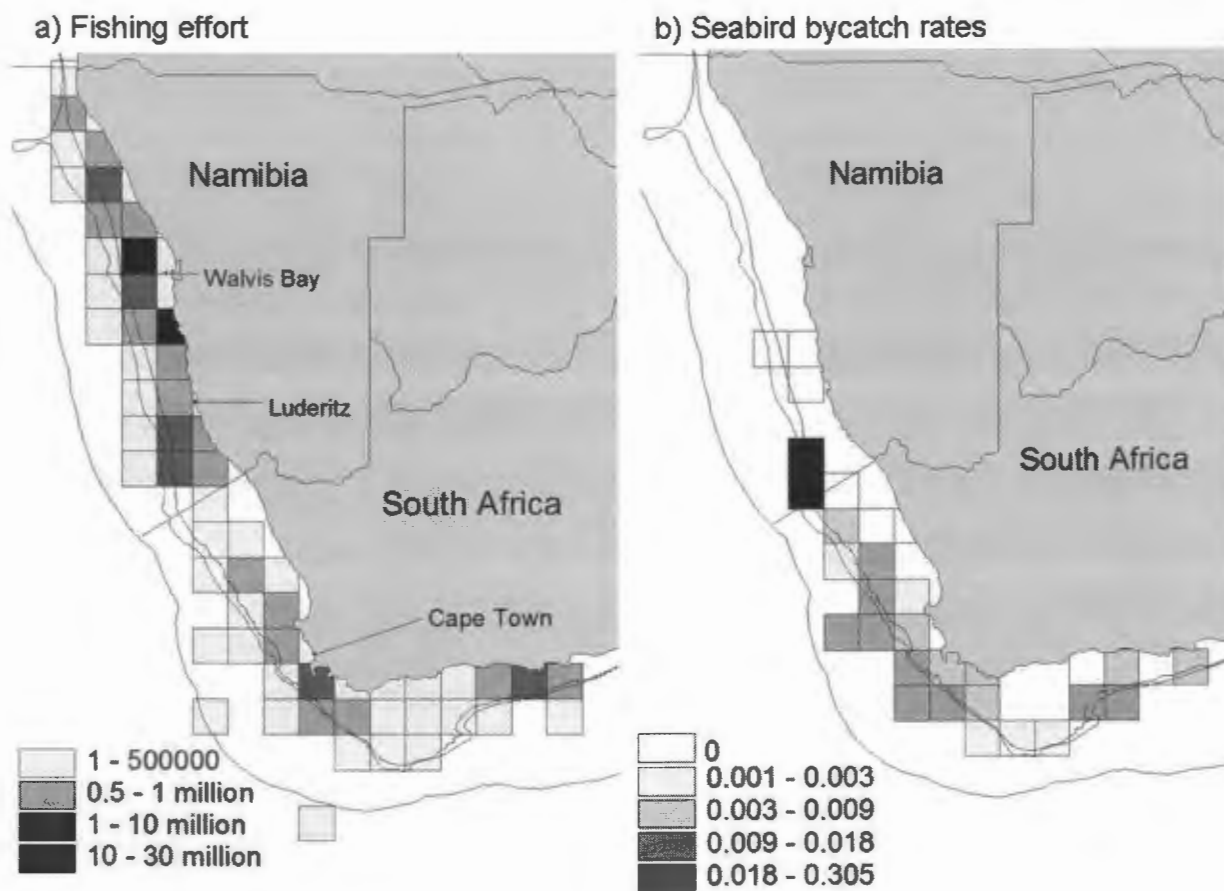 a) Fishing effort
Namibia
Walvis Bay
Luderitz
South Africa
Cape Town
1 - 500000
0.5 - 1 million
1 - 10 million
10 - 30 million
b) Seabird bycatch rates
Namibia
South Africa
0
0.001 - 0.003
0.003 - 0.009
0.009 - 0.018
0.018 - 0.305